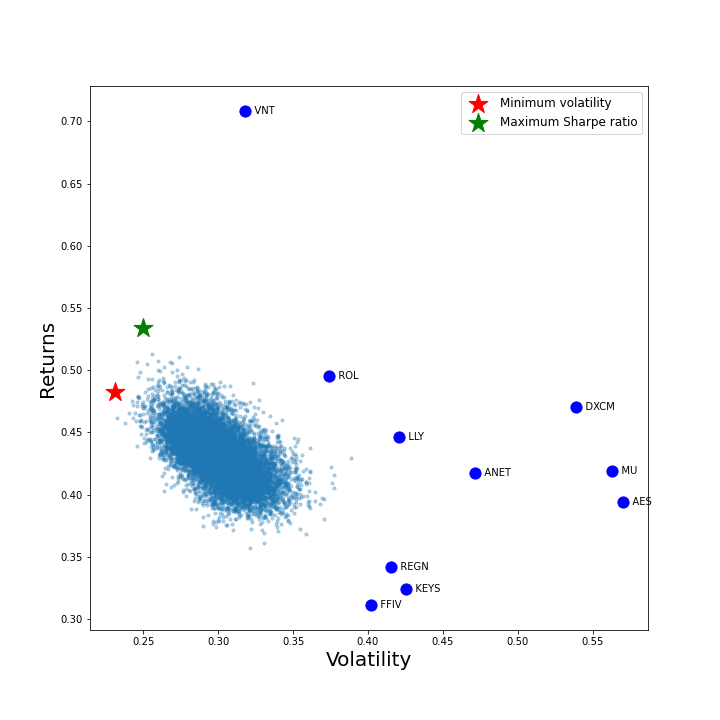 Returns
0.70
0.65
0.60
0.55
0.50
0.45
0.40
0.35
0.30
Minimum volatility
Maximum Sharpe ratio
VNT
ROL
DXCM
LLY
MU
ANET
AES
REGN
KEYS
FFIV
0.25 0.30 0.35 0.40 0.45 0.50 0.55
Volatility